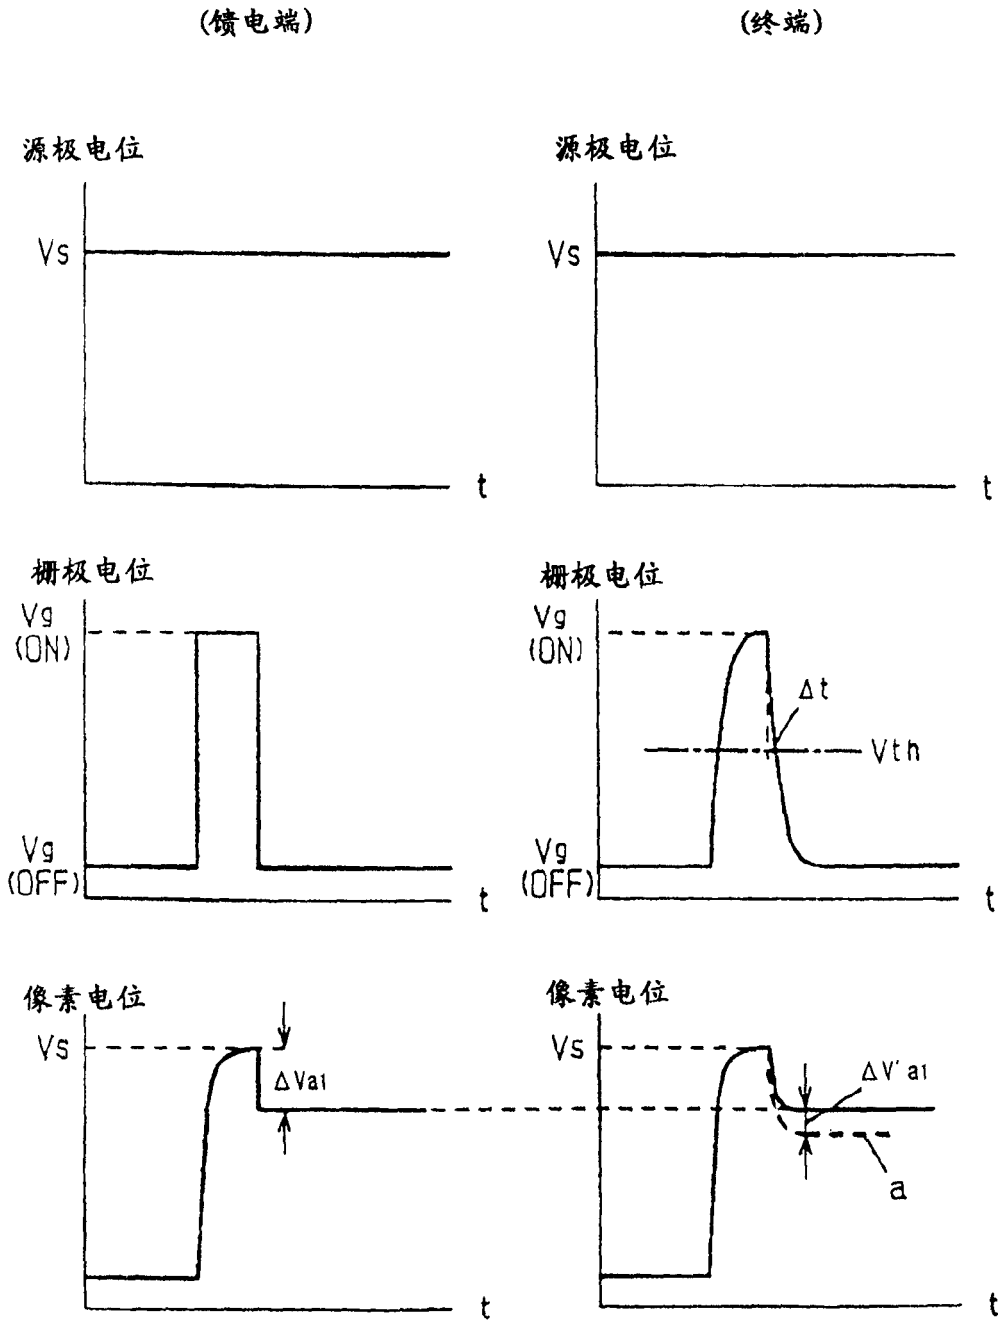 (馈电端)
(终端)
源极电位
Vs
t
源极电位
Vs
t
栅极电位
Vg
(ON)
Vg
(OFF)
t
栅极电位
Vg
(ON)
Δt
Vth
Vg
(OFF)
t
像素电位
Vs
ΔVa1
t
像素电位
Vs
ΔV'a1
a
t